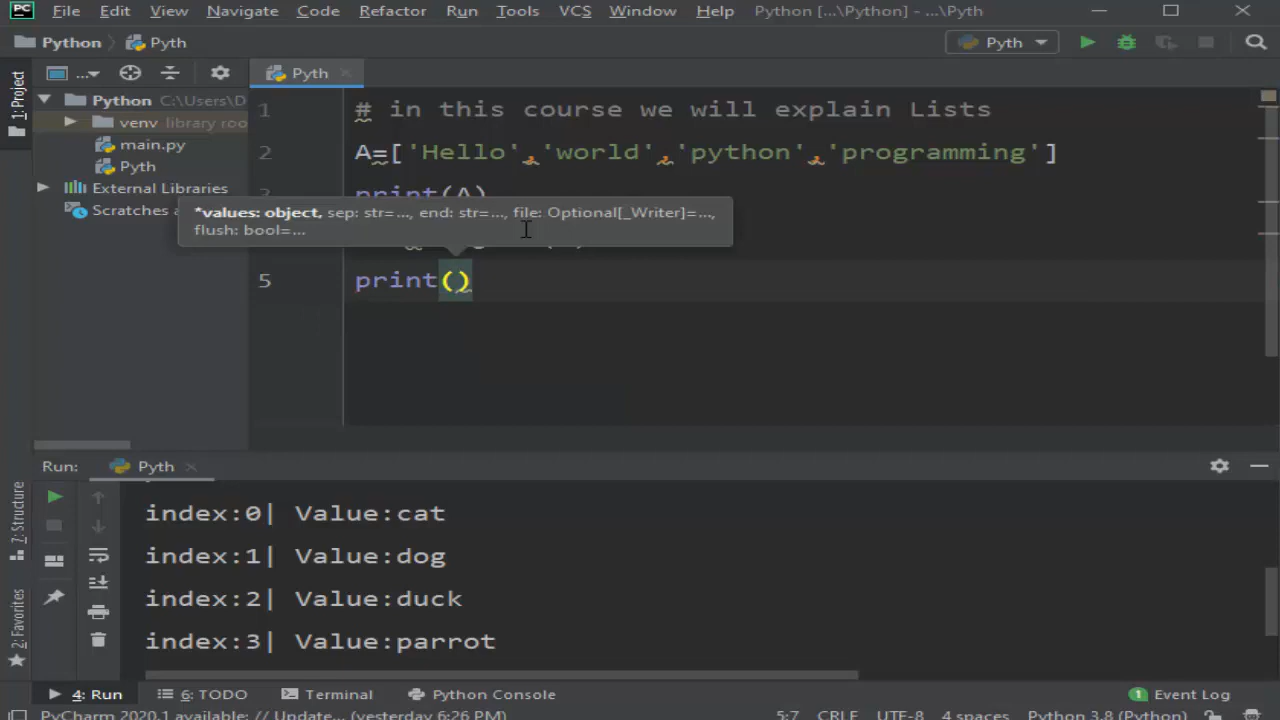 PC File Edit View Navigate Code Refactor Run Tools VCS Window Help Python [...\Python] - ...\Pyth
Python Pyth Pyth
1: Project
... Pyth
Python C:\Users\D
venv library roo
main.py
Pyth
External Libraries
Scratches a
1 # in this course we will explain Lists
2 A=['Hello','world','python','programming']
print(A)
*values: object, sep: str=..., end: str=..., file: Optional[_Writer]=...,
flush: bool=...
5 print()
Run: Pyth
index:0| Value:cat
index:1| Value:dog
index:2| Value:duck
index:3| Value:parrot
7: Structure
2: Favorites
4: Run 6: TODO Terminal Python Console 1 Event Log
PyCharm 2020.1 available: // Update... (yesterday 6:26 PM) 5:7 CRLF UTF-8 4 spaces Python 3.8 (Python)